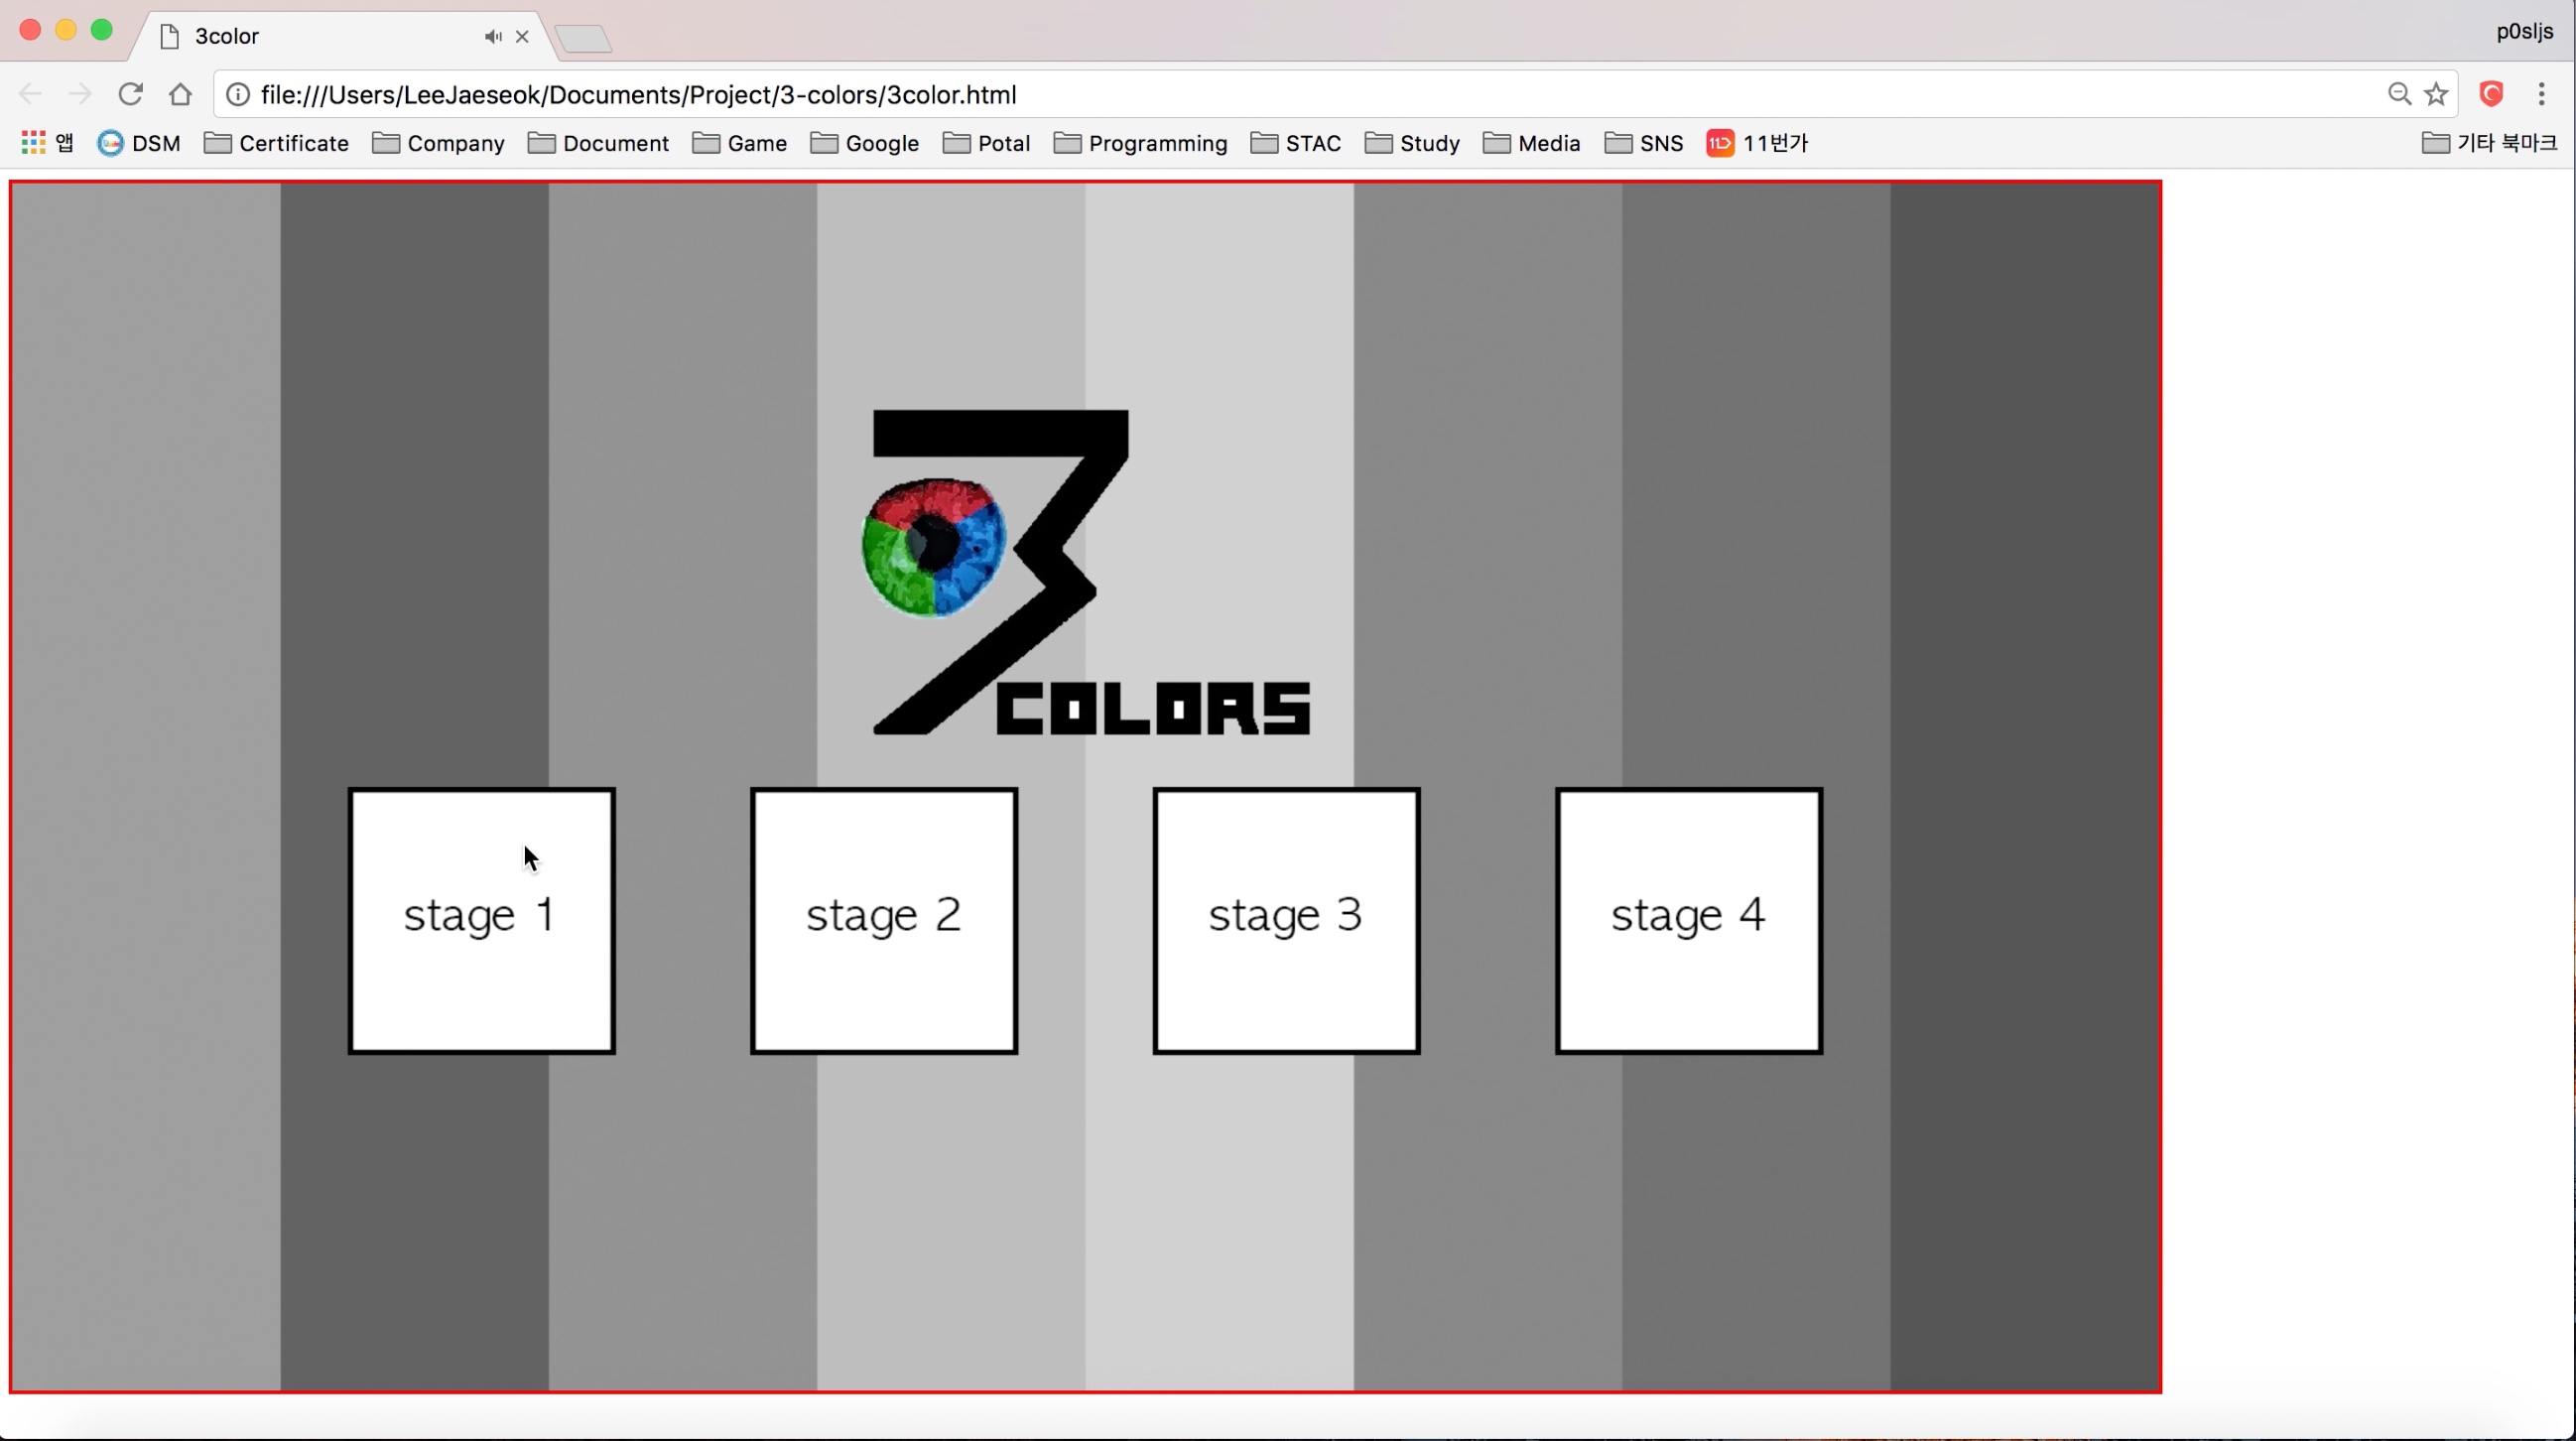 3color
p0sljs
file:///Users/LeeJaeseok/Documents/Project/3-colors/3color.html
앱 DSM Certificate Company Document Game Google Potal Programming STAC Study Media SNS 11번가 기타 북마크
3
COLORS
stage 1 stage 2 stage 3 stage 4